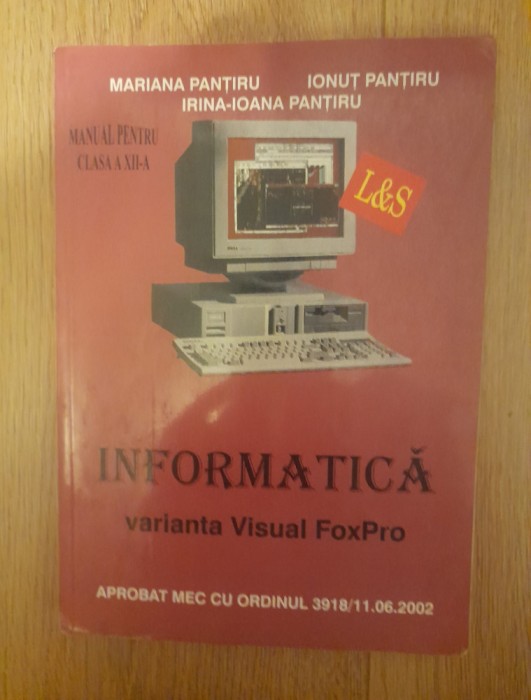 MARIANA PANȚIRU IONUȚ PANȚIRU
IRINA-IOANA PANȚIRU
MANUAL PENTRU
CLASA A XII-A
L&S
INFORMATICĂ
varianta Visual FoxPro
APROBAT MEC CU ORDINUL 3918/11.06.2002